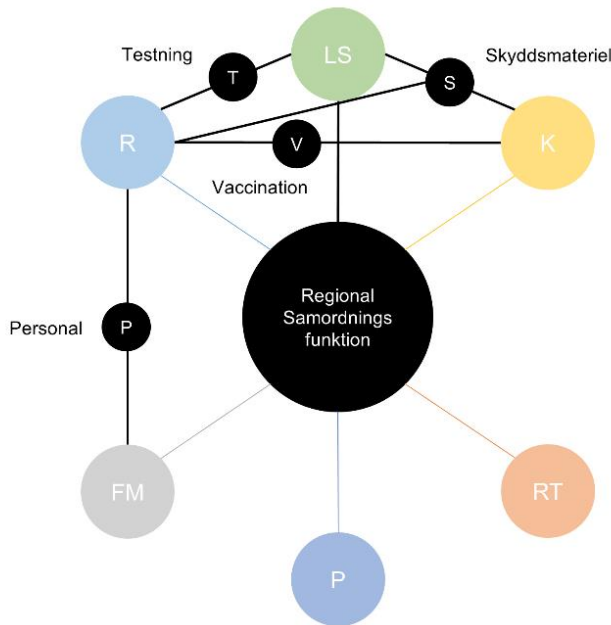 LS
Testning
Skyddsmateriel
T
S
R
V
K
Vaccination
Regional
Samordnings
funktion
Personal
P
FM
RT
P